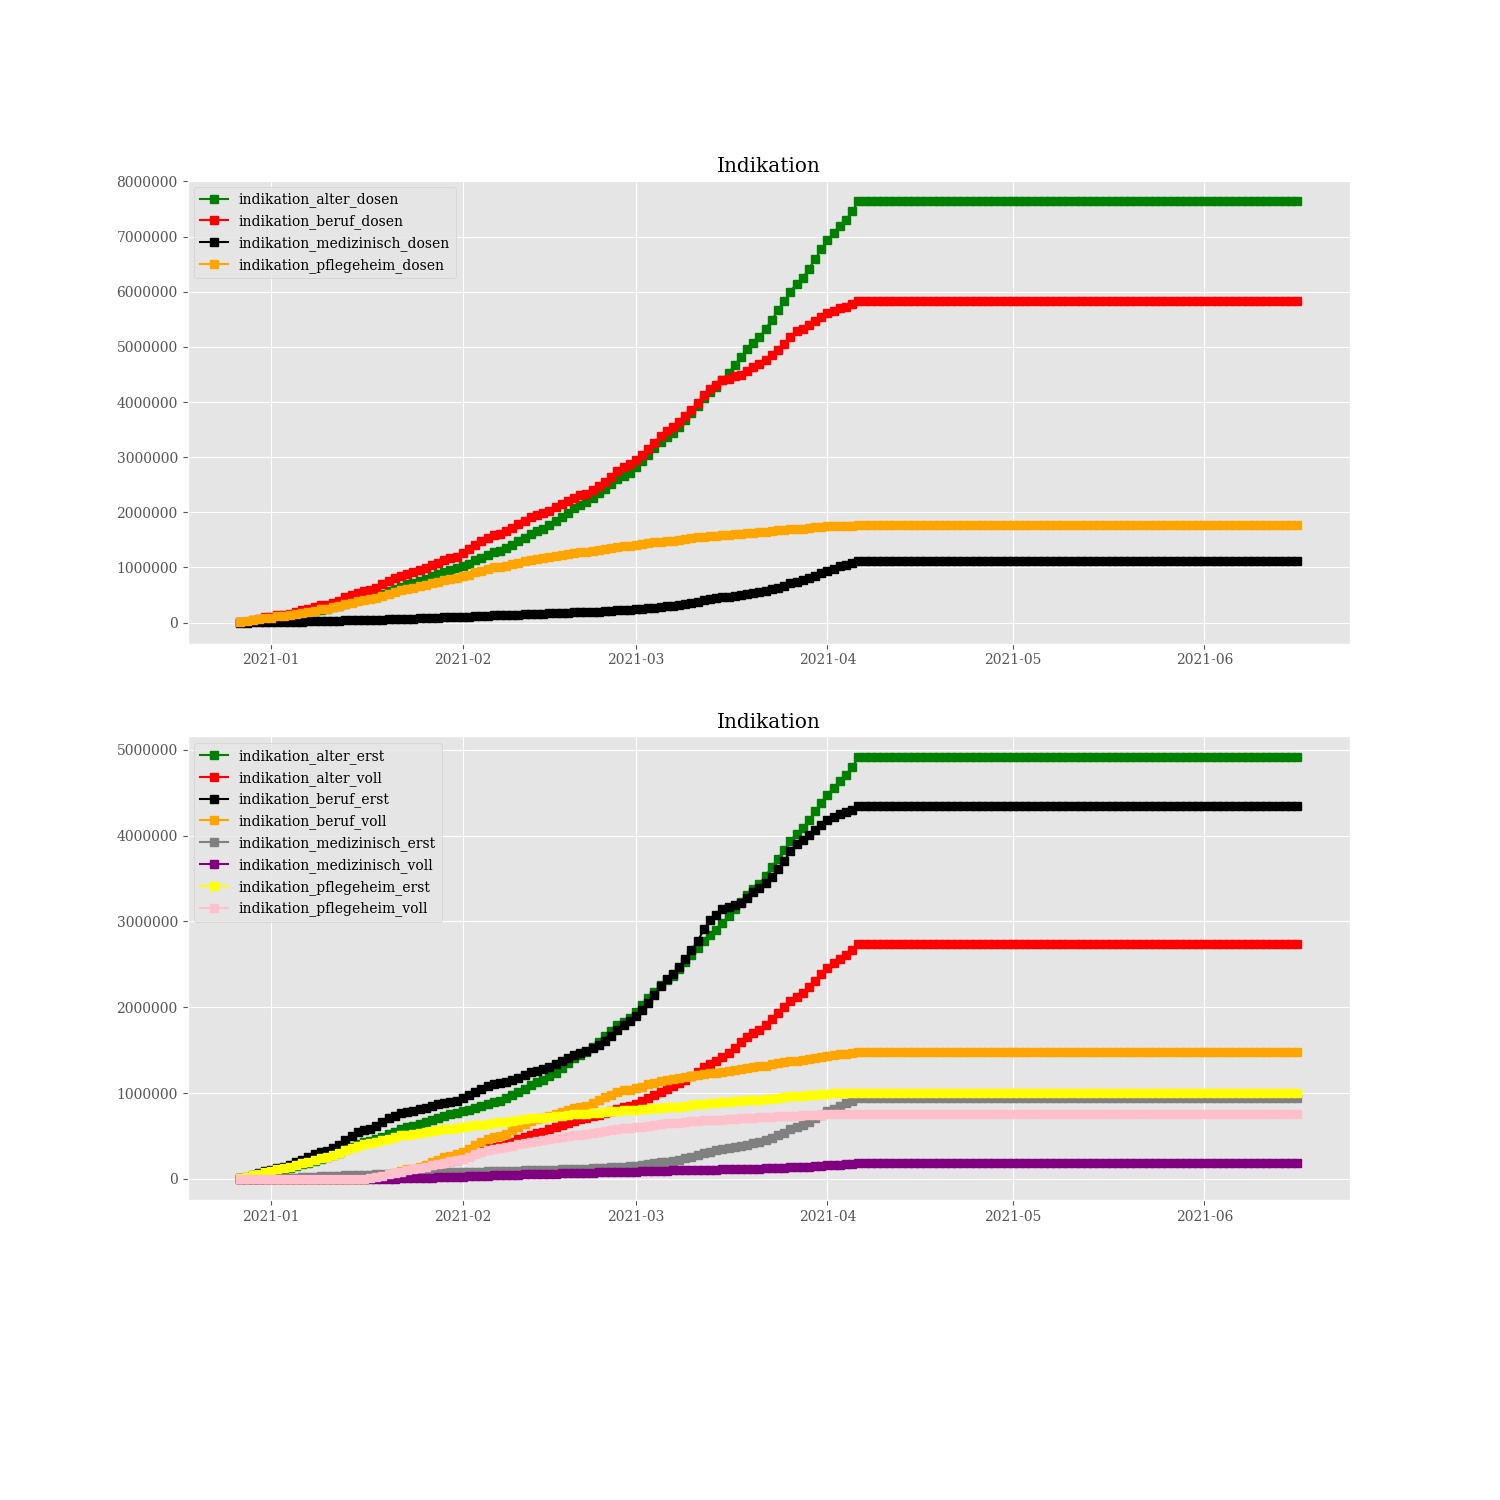 Indikation
8000000
7000000
6000000
5000000
4000000
3000000
2000000
1000000
0
indikation_alter_dosen
indikation_beruf_dosen
indikation_medizinisch_dosen
indikation_pflegeheim_dosen
2021-01 2021-02 2021-03 2021-04 2021-05 2021-06
Indikation
5000000
4000000
3000000
2000000
1000000
0
indikation_alter_erst
indikation_alter_voll
indikation_beruf_erst
indikation_beruf_voll
indikation_medizinisch_erst
indikation_medizinisch_voll
indikation_pflegeheim_erst
indikation_pflegeheim_voll
2021-01 2021-02 2021-03 2021-04 2021-05 2021-06